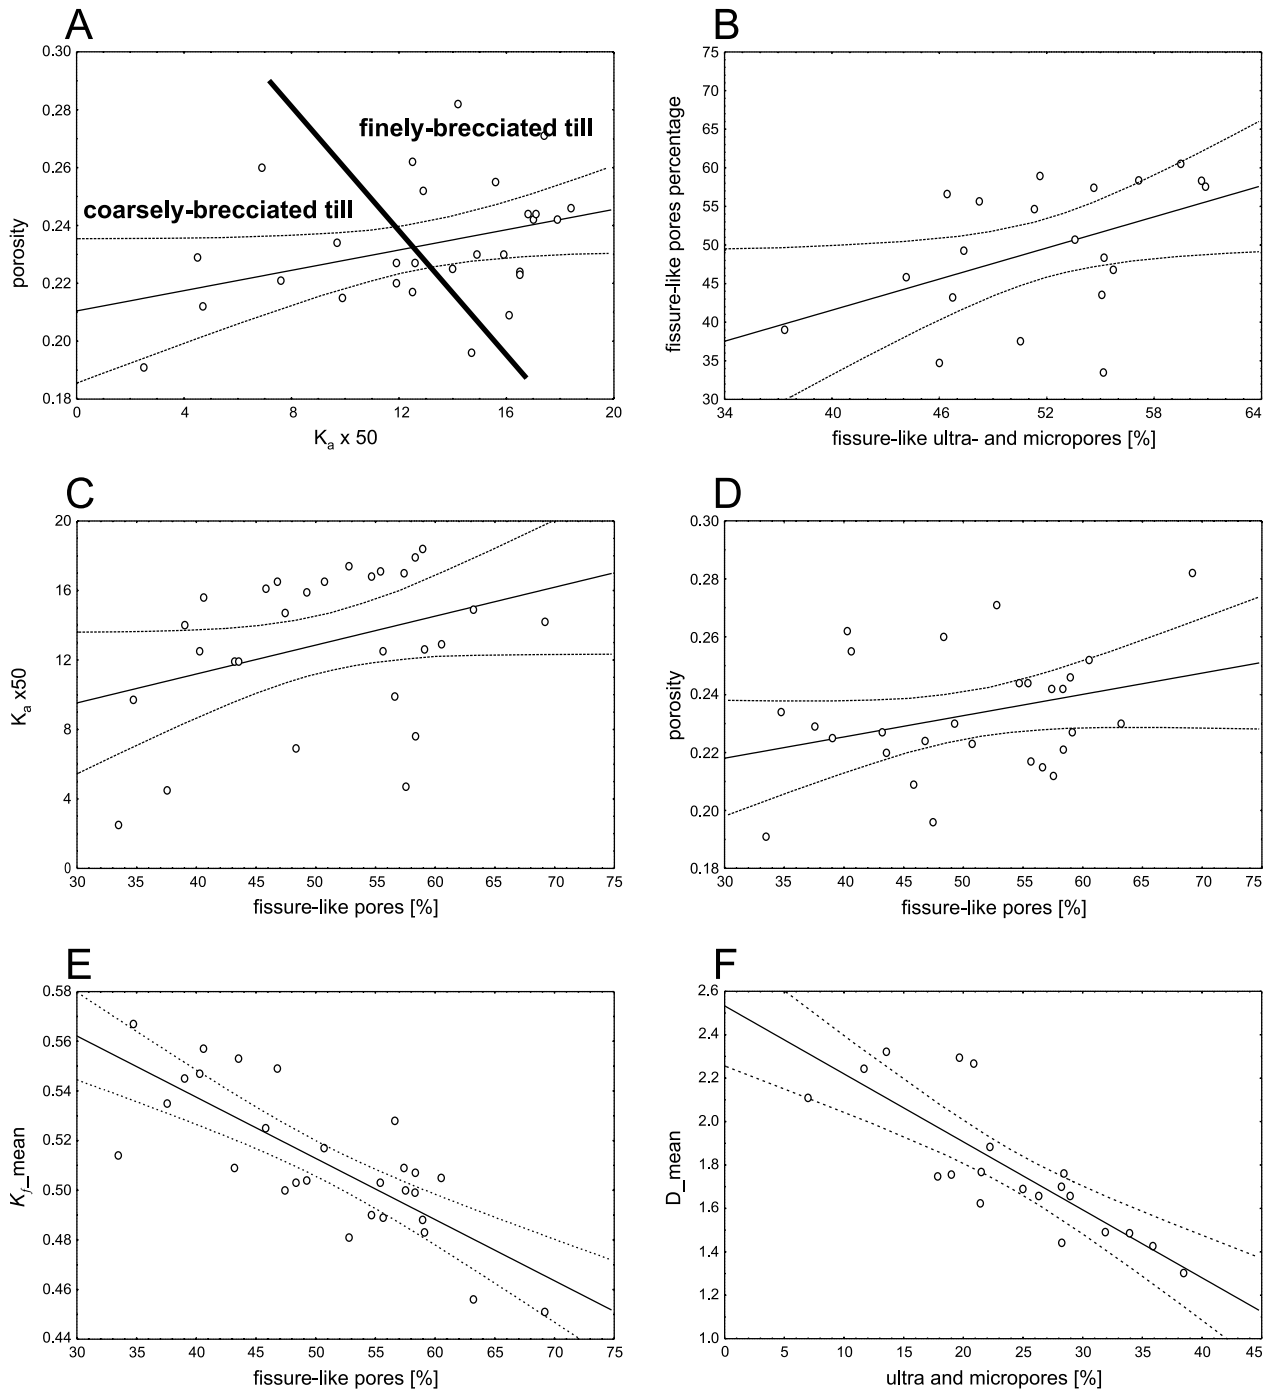 A
0.30
0.28
0.26
0.24
0.22
0.20
0.18
porosity
finely-brecciated till
coarsely-brecciated till
0 4 8 12 16 20
Ka x 50
B
75
70
65
60
55
50
45
40
35
30
fissure-like pores percentage
34 40 46 52 58 64
fissure-like ultra- and micropores [%]
C
20
16
12
8
4
0
Ka x50
30 35 40 45 50 55 60 65 70 75
fissure-like pores [%]
D
0.30
0.28
0.26
0.24
0.22
0.20
0.18
porosity
30 35 40 45 50 55 60 65 70 75
fissure-like pores [%]
E
0.58
0.56
0.54
0.52
0.50
0.48
0.46
0.44
Kf_mean
30 35 40 45 50 55 60 65 70 75
fissure-like pores [%]
F
2.6
2.4
2.2
2.0
1.8
1.6
1.4
1.2
1.0
D_mean
0 5 10 15 20 25 30 35 40 45
ultra and micropores [%]